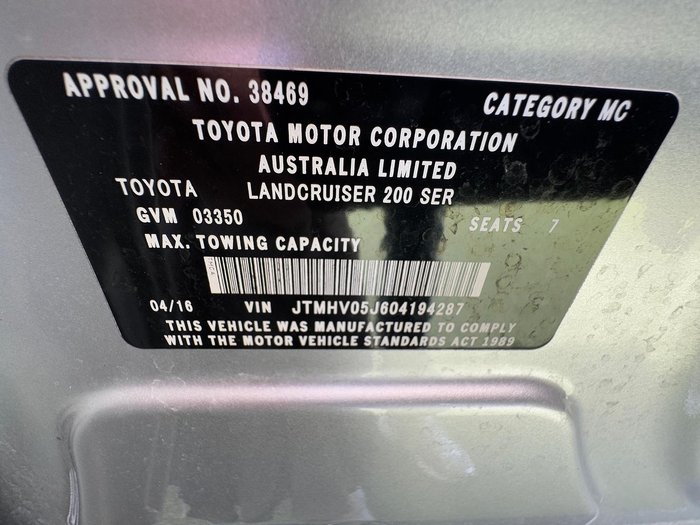 APPROVAL NO. 38469 CATEGORY MC
TOYOTA MOTOR CORPORATION
AUSTRALIA LIMITED
TOYOTA LANDCRUISER 200 SER
GVM 03350 SEATS 7
MAX. TOWING CAPACITY
04/16 VIN JTMHV05J604194287
THIS VEHICLE WAS MANUFACTURED TO COMPLY
WITH THE MOTOR VEHICLE STANDARDS ACT 1989